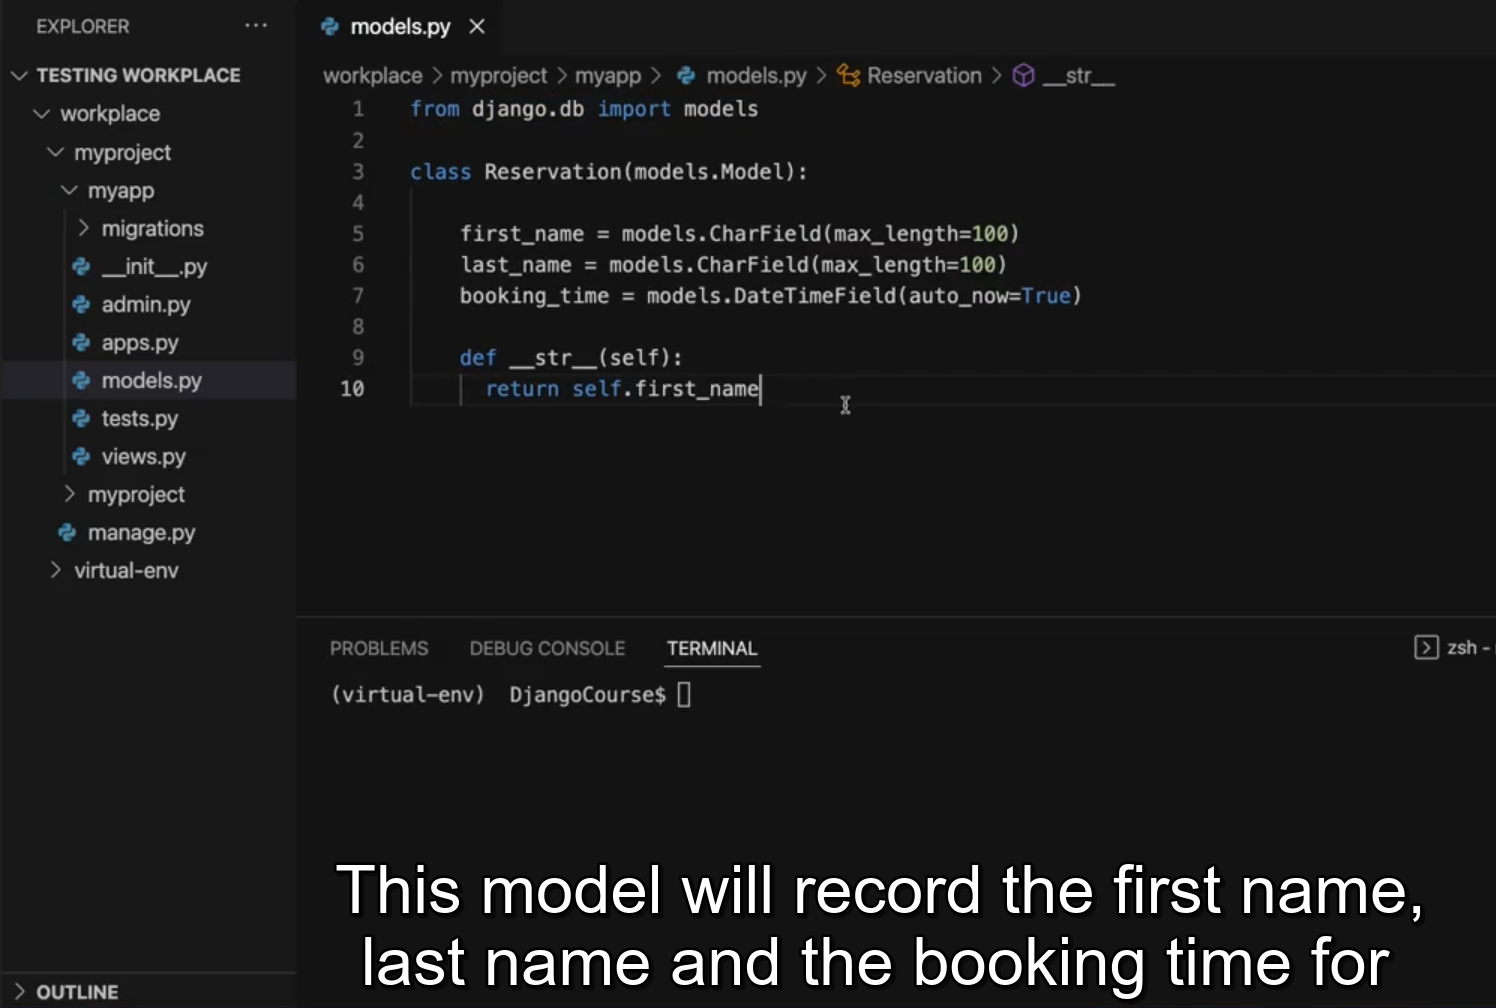 EXPLORER
TESTING WORKPLACE
workplace
myproject
myapp
migrations
__init__.py
admin.py
apps.py
models.py
tests.py
views.py
myproject
manage.py
virtual-env
OUTLINE
models.py
workplace > myproject > myapp > models.py > Reservation > __str__
1 from django.db import models
2
3 class Reservation(models.Model):
4
5 first_name = models.CharField(max_length=100)
6 last_name = models.CharField(max_length=100)
7 booking_time = models.DateTimeField(auto_now=True)
8
9 def __str__(self):
10 return self.first_name
PROBLEMS DEBUG CONSOLE TERMINAL
zsh -
(virtual-env) DjangoCourse$
This model will record the first name,
last name and the booking time for